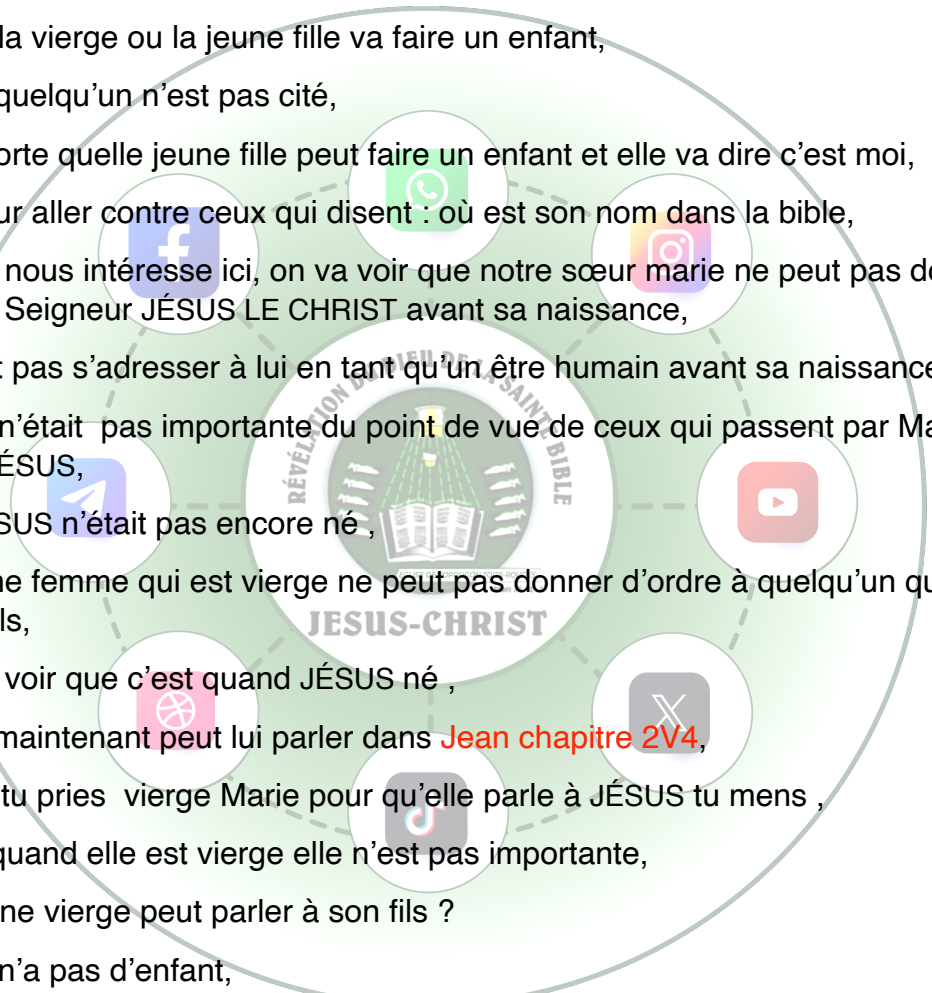 la vierge ou la jeune fille va faire un enfant,
quelqu'un n'est pas cité,
orte quelle jeune fille peut faire un enfant et elle va dire c'est moi,
ur aller contre ceux qui disent : où est son nom dans la bible,
nous intéresse ici, on va voir que notre sœur marie ne peut pas do
Seigneur JÉSUS LE CHRIST avant sa naissance,
t pas s'adresser à lui en tant qu'un être humain avant sa naissance
n'était pas importante du point de vue de ceux qui passent par Ma
ÉSUS,
SUS n'était pas encore né ,
ne femme qui est vierge ne peut pas donner d'ordre à quelqu'un qu
ls,
voir que c'est quand JÉSUS né ,
maintenant peut lui parler dans Jean chapitre 2V4,
tu pries vierge Marie pour qu'elle parle à JÉSUS tu mens ,
quand elle est vierge elle n'est pas importante,
ne vierge peut parler à son fils ?
n'a pas d'enfant,
RÉVÉLATION DU DIEU DE LA SAINTE BIBLE
JESUS-CHRIST